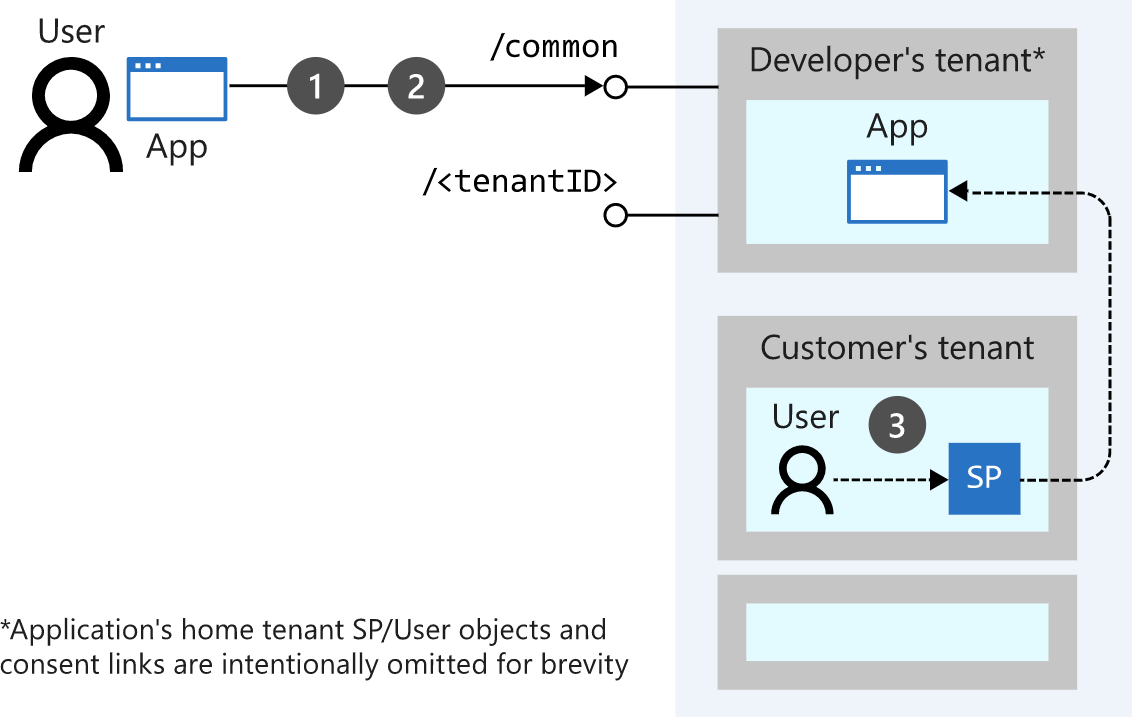 User
App
1
2
/common
/<tenantID>
Developer's tenant*
App
Customer's tenant
User
3
SP
*Application's home tenant SP/User objects and
consent links are intentionally omitted for brevity